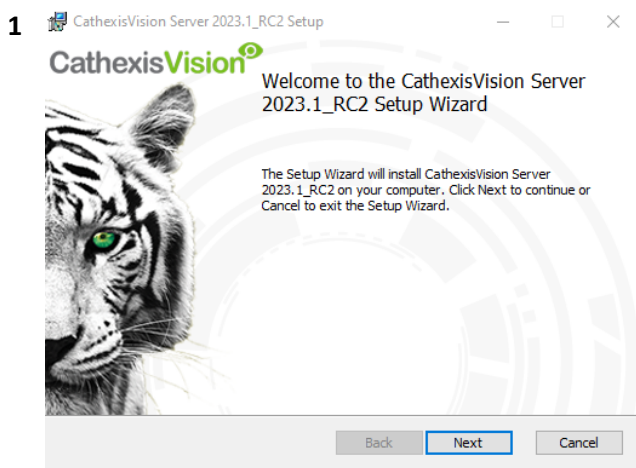 1
CathexisVision Server 2023.1_RC2 Setup
CathexisVision
Welcome to the CathexisVision Server
2023.1_RC2 Setup Wizard
The Setup Wizard will install CathexisVision Server
2023.1_RC2 on your computer. Click Next to continue or
Cancel to exit the Setup Wizard.
Back Next Cancel